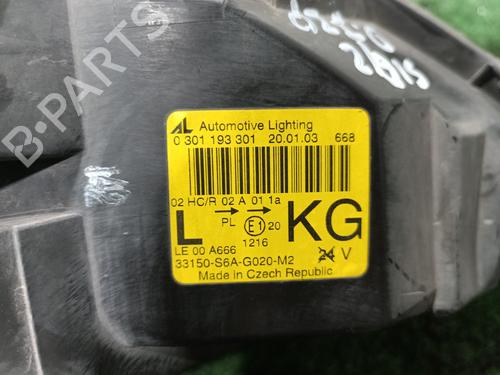 AL Automotive Lighting
0 301 193 301 20.01.03 668
02 HC/R 02 A 01 1a
PL E1 20
L KG
LE 00 A666 1216
33150-S6A-G020-M2 24 V
Made in Czech Republic
B-PARTS